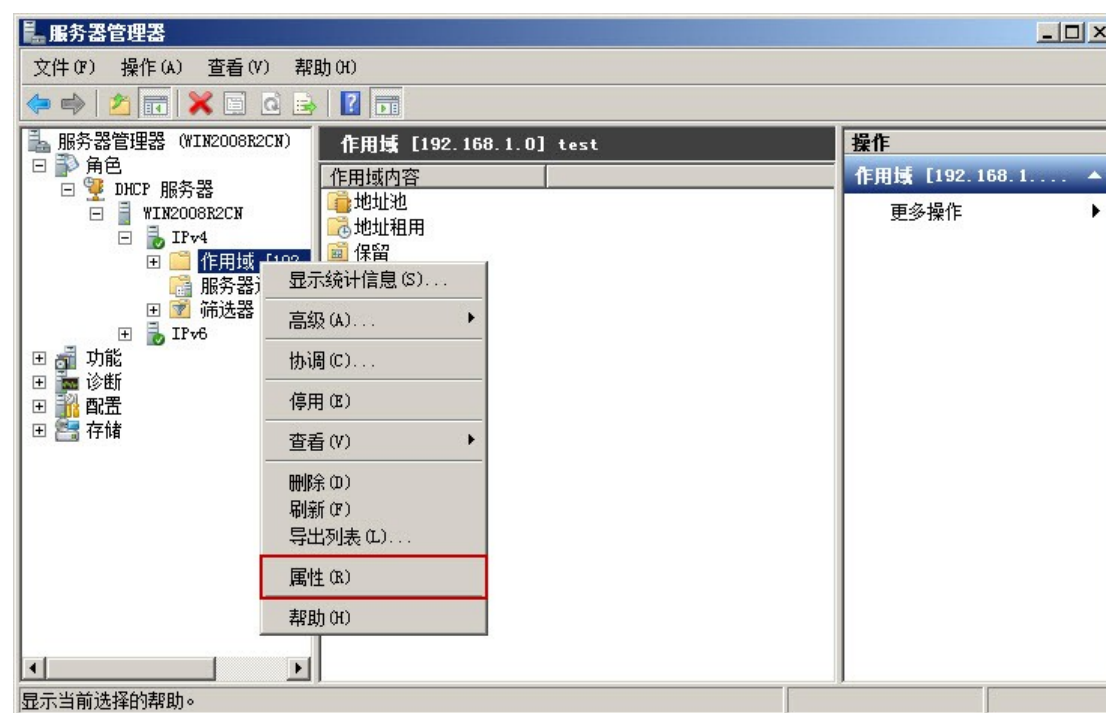 服务器管理器
文件(F) 操作(A) 查看(V) 帮助(H)
服务器管理器 (WIN2008R2CN)
角色
DHCP 服务器
WIN2008R2CN
IPv4
作用域 [192
服务器
筛选器
IPv6
功能
诊断
配置
存储
作用域 [192.168.1.0] test
作用域内容
地址池
地址租用
保留
显示统计信息(S)...
高级(A)...
协调(C)...
停用(E)
查看(V)
删除(D)
刷新(F)
导出列表(L)...
属性(R)
帮助(H)
操作
作用域 [192.168.1....
更多操作
显示当前选择的帮助。